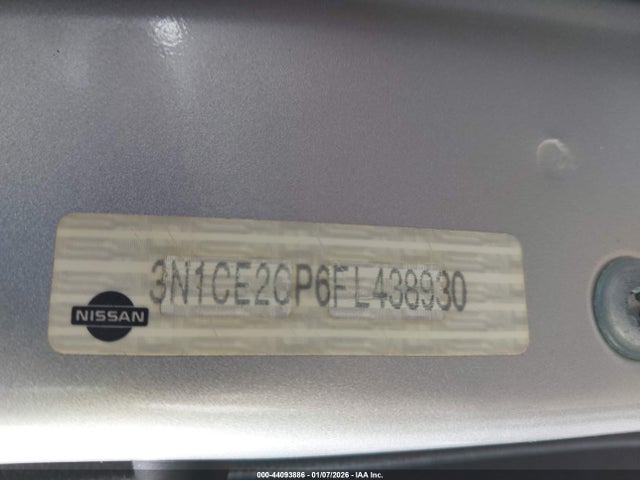 3N1CE2CP6FL438930
NISSAN
000-44093886 - 01/07/2026 - IAA Inc.